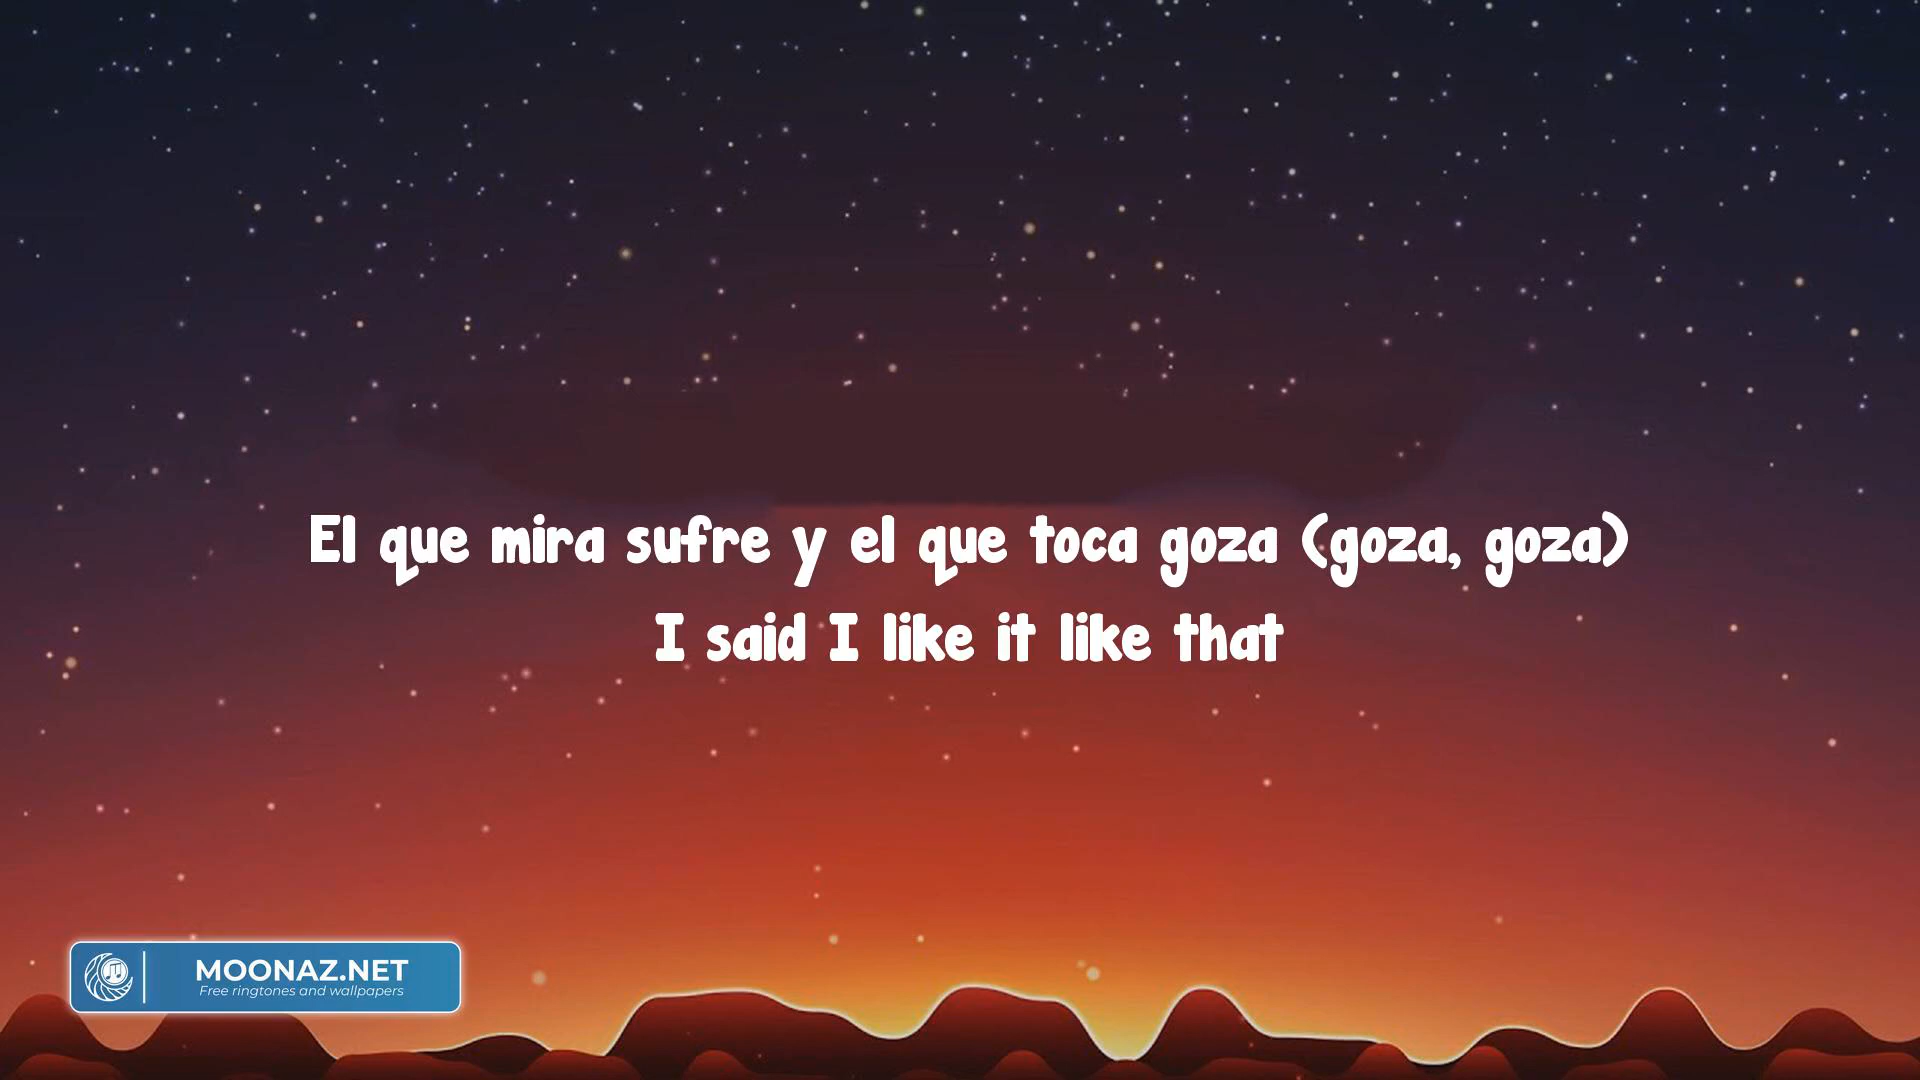 El que mira sufre y el que toca goza (goza, goza)
I said I like it like that
MOONAZ.NET
Free ringtones and wallpapers